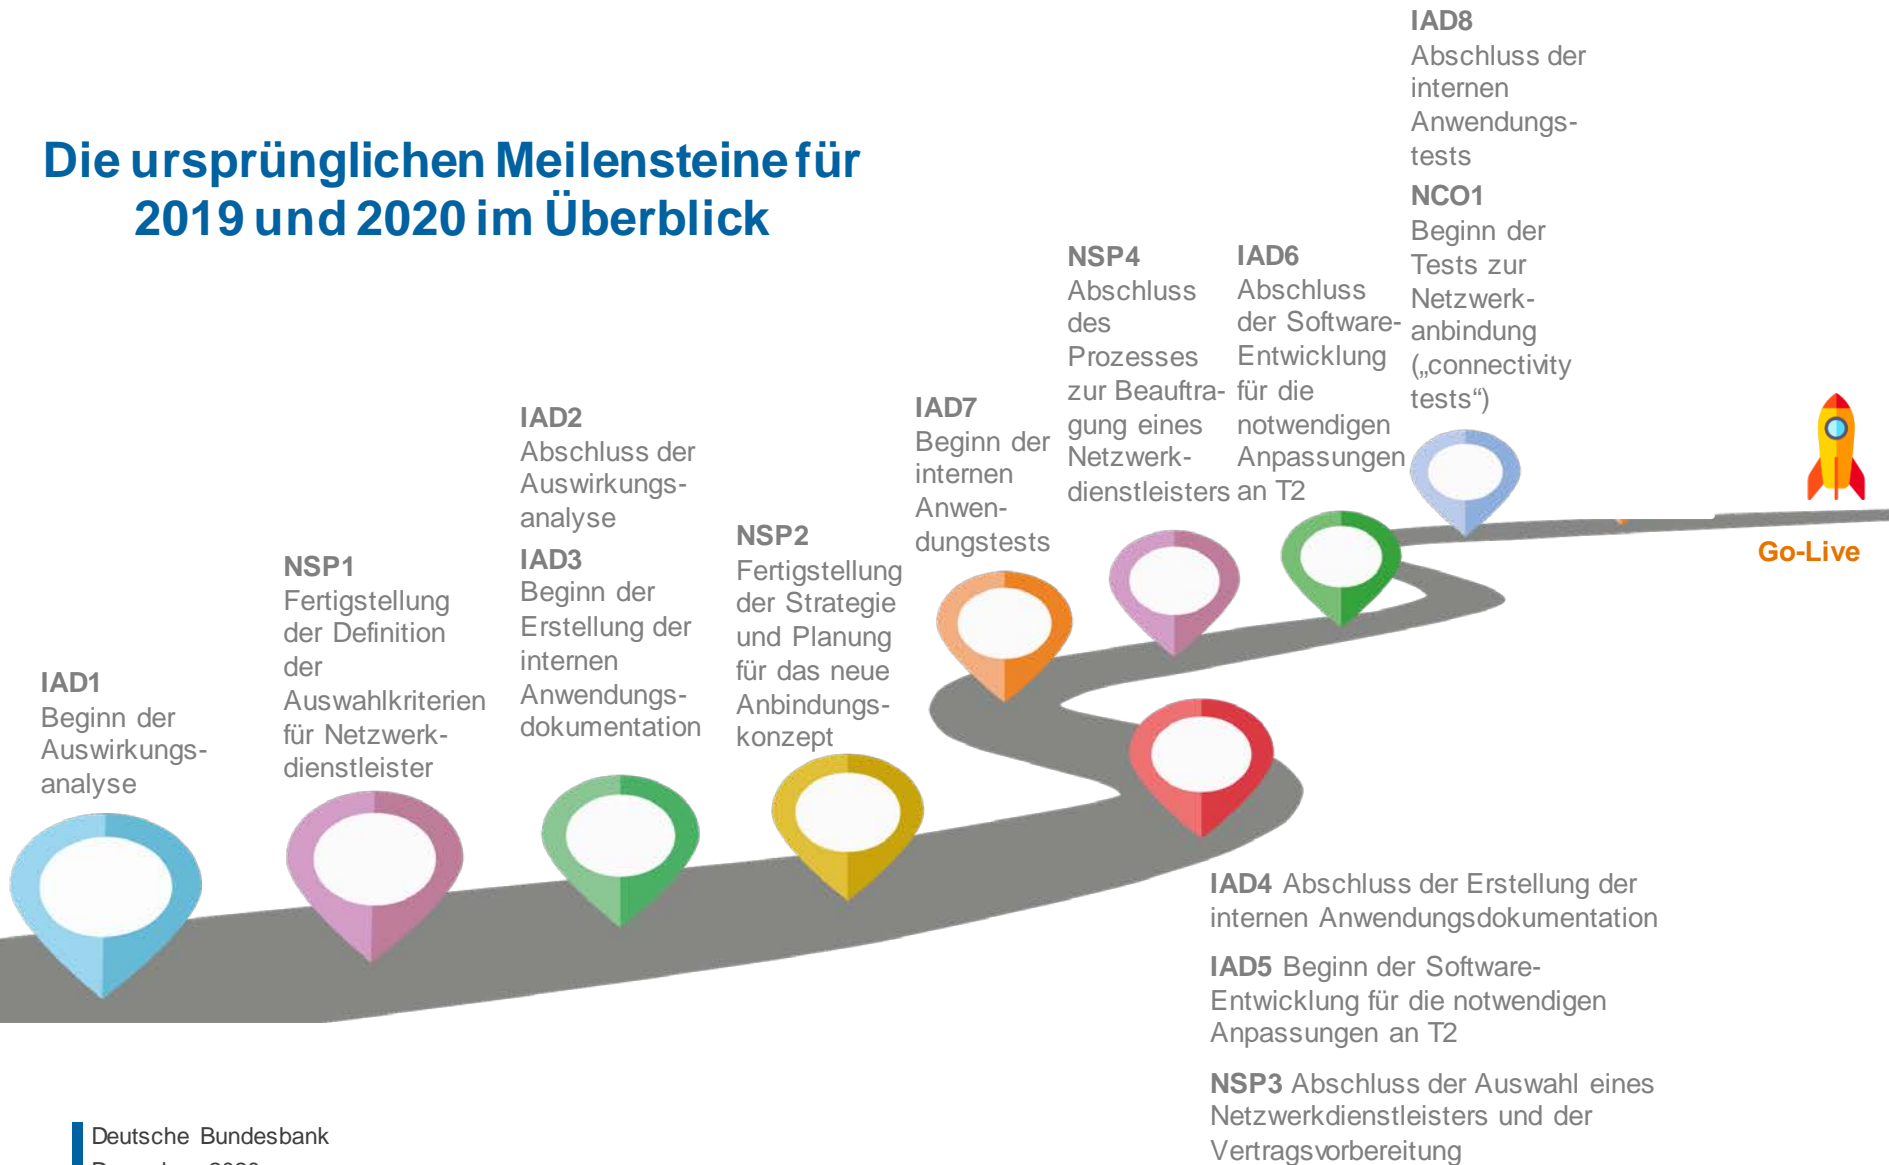 Die ursprünglichen Meilensteine für
2019 und 2020 im Überblick
IAD1
Beginn der
Auswirkungs-
analyse
NSP1
Fertigstellung
der Definition
der
Auswahlkriterien
für Netzwerk-
dienstleister
IAD2
Abschluss der
Auswirkungs-
analyse
IAD3
Beginn der
Erstellung der
internen
Anwendungs-
dokumentation
NSP2
Fertigstellung
der Strategie
und Planung
für das neue
Anbindungs-
konzept
IAD4 Abschluss der Erstellung der
internen Anwendungsdokumentation
IAD5 Beginn der Software-
Entwicklung für die notwendigen
Anpassungen an T2
NSP3 Abschluss der Auswahl eines
Netzwerkdienstleisters und der
Vertragsvorbereitung
IAD7
Beginn der
internen
Anwen-
dungstests
NSP4
Abschluss
des
Prozesses
zur Beauftra-
gung eines
Netzwerk-
dienstleisters
IAD6
Abschluss
der Software-
Entwicklung
für die
notwendigen
Anpassungen
an T2
IAD8
Abschluss der
internen
Anwendungs-
tests
NCO1
Beginn der
Tests zur
Netzwerk-
anbindung
(„connectivity
tests“)
Go-Live
Deutsche Bundesbank